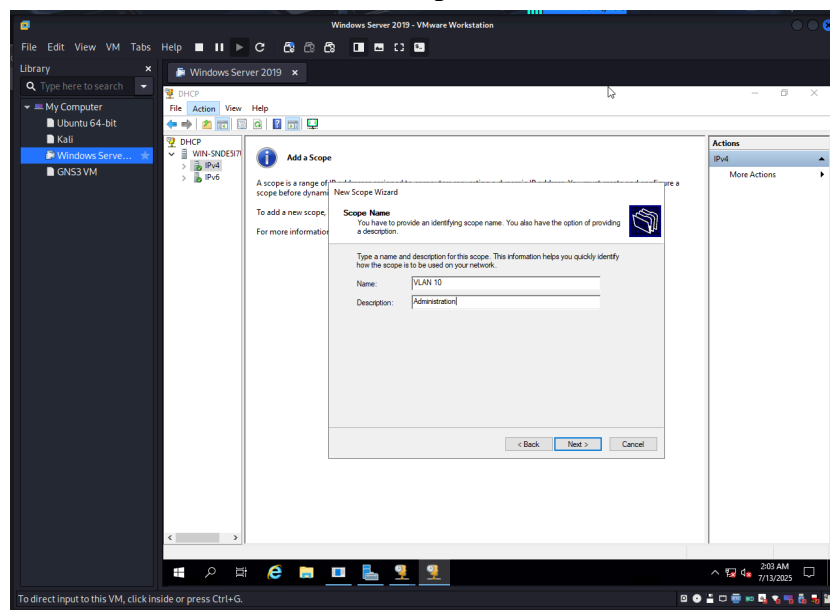 Windows Server 2019 - VMware Workstation
File Edit View VM Tabs Help
Library
Windows Server 2019
Type here to search
My Computer
Ubuntu 64-bit
Kali
Windows Serve...
GNS3 VM
DHCP
File Action View Help
DHCP
WIN-SNDE5I7
IPv4
IPv6
Add a Scope
A scope is a range of
scope before dynami
To add a new scope,
For more information
New Scope Wizard
Scope Name
You have to provide an identifying scope name. You also have the option of providing
a description.
Type a name and description for this scope. This information helps you quickly identify
how the scope is to be used on your network.
Name: VLAN 10
Description: Administration
< Back Next > Cancel
Actions
IPv4
More Actions
2:03 AM
7/13/2025
To direct input to this VM, click inside or press Ctrl+G.